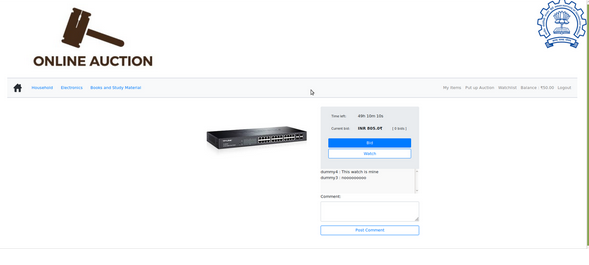 ONLINE AUCTION
Household Electronics Books and Study Material My Items Put up Auction Watchlist Balance : ₹50.00 Logout
Time left: 49h 10m 10s
Current bid: INR 805.0₹ [ 0 bids ]
Bid
Watch
dummy4 : This watch is mine
dummy3 : nooooooooo
Comment:
Post Comment